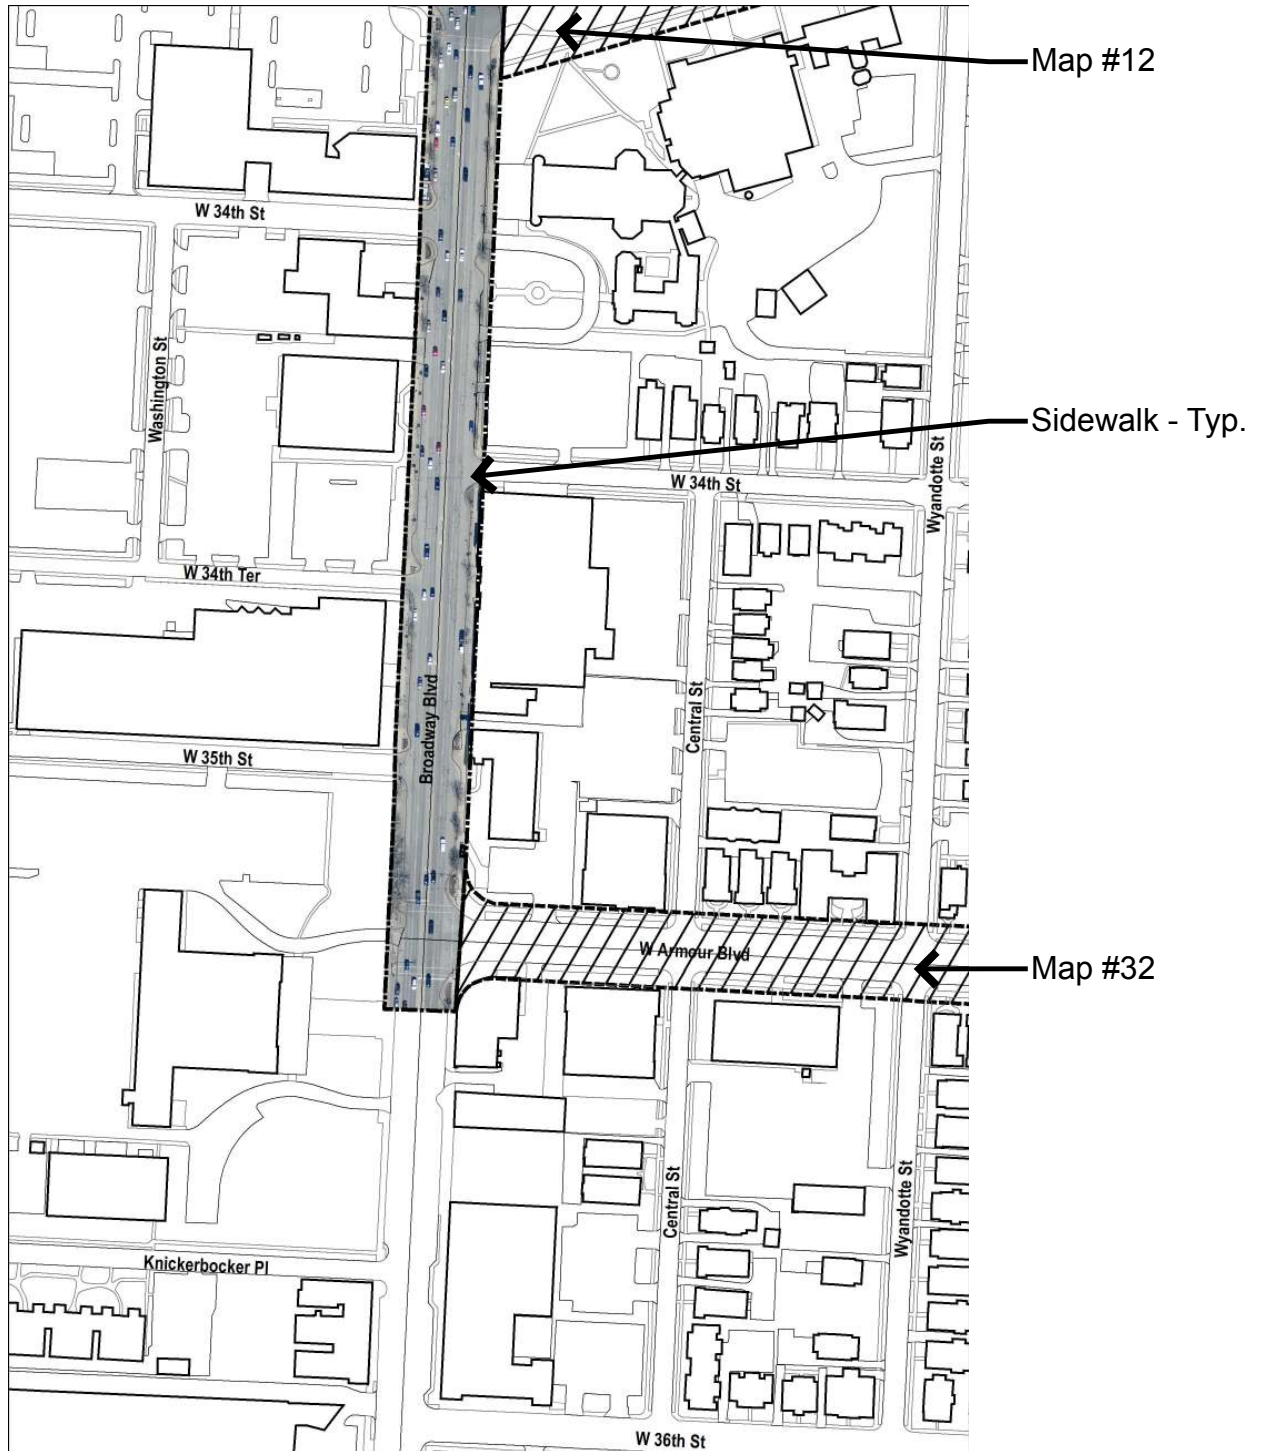 Map #12
W 34th St
Washington St
Sidewalk - Typ.
W 34th St
Wyandotte St
W 34th Ter
Broadway Blvd
Central St
W 35th St
W Armour Blvd
Map #32
Central St
Wyandotte St
Knickerbocker Pl
W 36th St